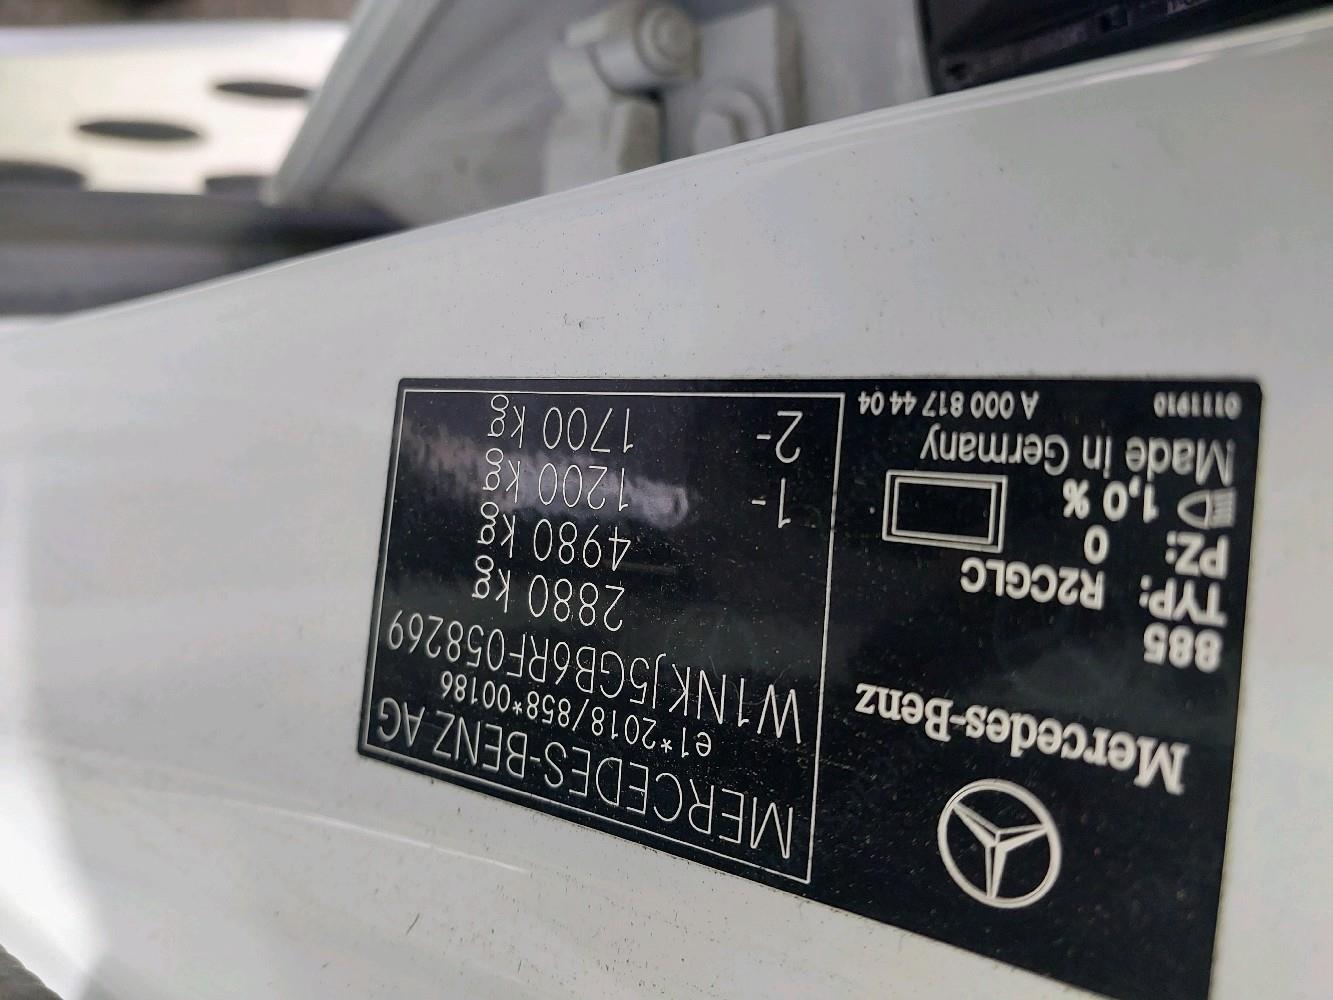 MERCEDES-BENZ AG
e1*2018/858*00186
W1NKJ5GB6RF058269
2880 kg
4980 kg
1- 1200 kg
2- 1700 kg
Mercedes-Benz
885
TYP: R2CGLC
PZ: 0
1,0 %
Made in Germany
0111910 A 000 817 44 04